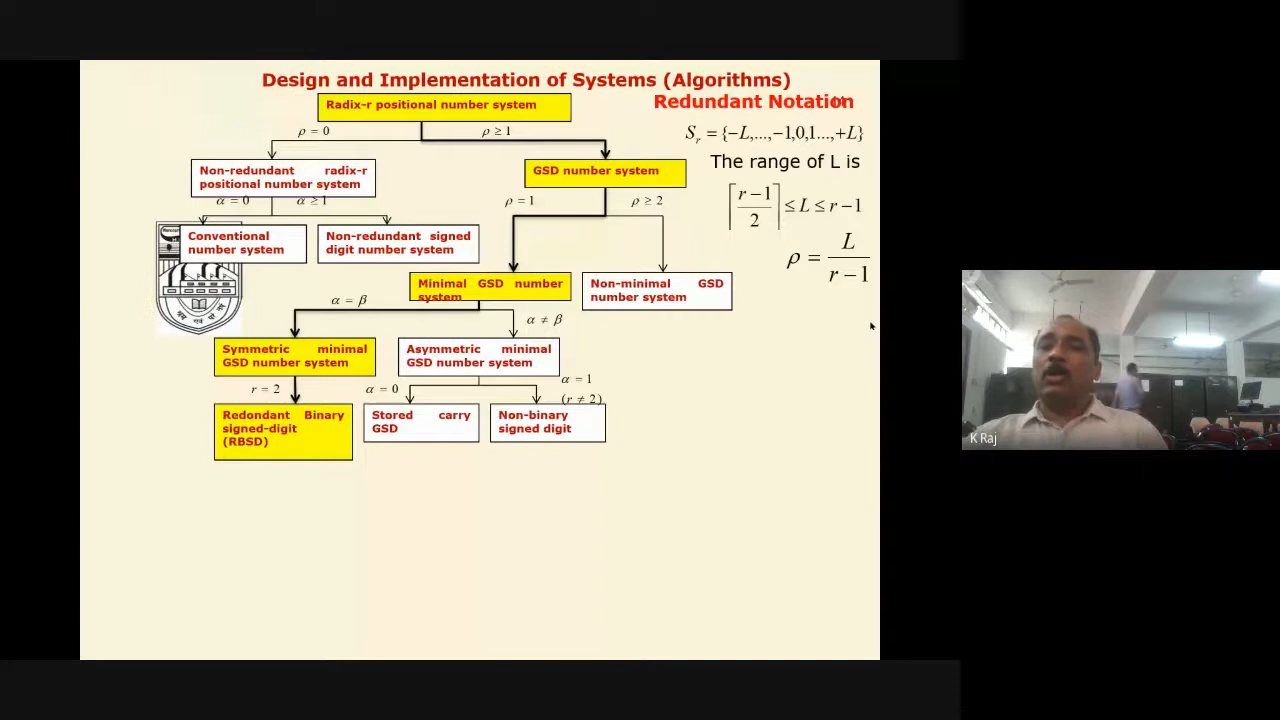 Design and Implementation of Systems (Algorithms)
Redundant Notation
Radix-r positional number system
ρ = 0
ρ ≥ 1
S_r = {−L,...,−1,0,1...,+L}
The range of L is
Non-redundant radix-r
positional number system
GSD number system
⌈(r−1)/2⌉ ≤ L ≤ r−1
α = 0
α ≥ 1
ρ = 1
ρ ≥ 2
Conventional
number system
Non-redundant signed
digit number system
ρ = L/(r−1)
Minimal GSD number
system
Non-minimal GSD
number system
α = β
α ≠ β
Symmetric minimal
GSD number system
Asymmetric minimal
GSD number system
r = 2
α = 0
α = 1
(r ≠ 2)
Redondant Binary
signed-digit
(RBSD)
Stored carry
GSD
Non-binary
signed digit
K Raj